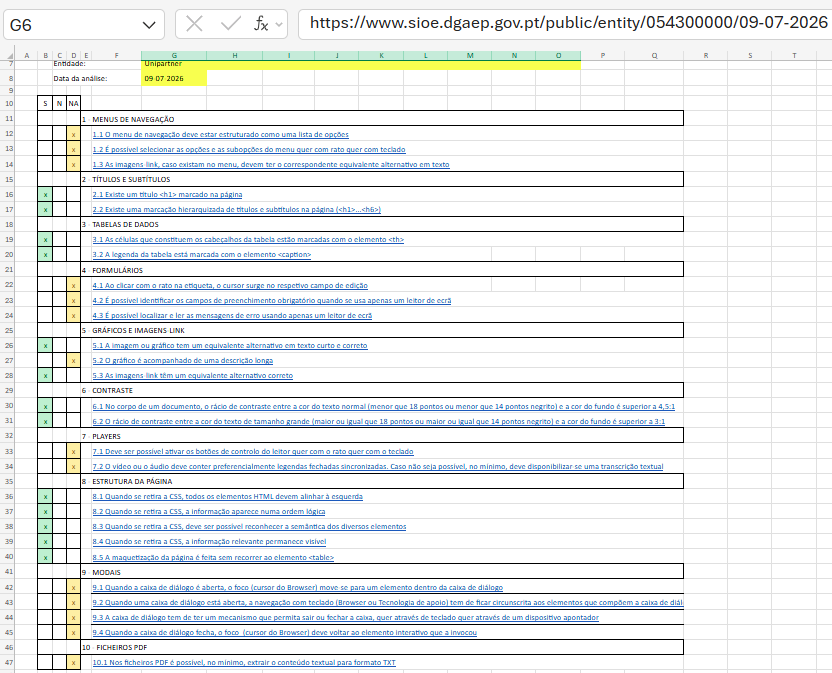 G6 fx https://www.sioe.dgaep.gov.pt/public/entity/054300000/09-07-2026
A B C D E F G H I J K L M N O P Q R S T
7 Entidade: Unipartner
8 Data da análise: 09-07-2026
9
10 S N NA
11 1 - MENUS DE NAVEGAÇÃO
12 x 1.1 O menu de navegação deve estar estruturado como uma lista de opções
13 x 1.2 É possível selecionar as opções e as subopções do menu quer com rato quer com teclado
14 x 1.3 As imagens-link, caso existam no menu, devem ter o correspondente equivalente alternativo em texto
15 2 - TÍTULOS E SUBTÍTULOS
16 x 2.1 Existe um título <h1> marcado na página
17 x 2.2 Existe uma marcação hierarquizada de títulos e subtítulos na página (<h1>...<h6>)
18 3 - TABELAS DE DADOS
19 x 3.1 As células que constituem os cabeçalhos da tabela estão marcadas com o elemento <th>
20 x 3.2 A legenda da tabela está marcada com o elemento <caption>
21 4 - FORMULÁRIOS
22 x 4.1 Ao clicar com o rato na etiqueta, o cursor surge no respetivo campo de edição
23 x 4.2 É possível identificar os campos de preenchimento obrigatório quando se usa apenas um leitor de ecrã
24 x 4.3 É possível localizar e ler as mensagens de erro usando apenas um leitor de ecrã
25 5 - GRÁFICOS E IMAGENS-LINK
26 x 5.1 A imagem ou gráfico tem um equivalente alternativo em texto curto e correto
27 x 5.2 O gráfico é acompanhado de uma descrição longa
28 x 5.3 As imagens-link têm um equivalente alternativo correto
29 6 - CONTRASTE
30 x 6.1 No corpo de um documento, o rácio de contraste entre a cor do texto normal (menor que 18 pontos ou menor que 14 pontos negrito) e a cor do fundo é superior a 4,5:1
31 x 6.2 O rácio de contraste entre a cor do texto de tamanho grande (maior ou igual que 18 pontos ou maior ou igual que 14 pontos negrito) e a cor do fundo é superior a 3:1
32 7 - PLAYERS
33 x 7.1 Deve ser possível ativar os botões de controlo do leitor quer com o rato quer com o teclado
34 x 7.2 O vídeo ou o áudio deve conter preferencialmente legendas fechadas sincronizadas. Caso não seja possível, no mínimo, deve disponibilizar-se uma transcrição textual
35 8 - ESTRUTURA DA PÁGINA
36 x 8.1 Quando se retira a CSS, todos os elementos HTML devem alinhar à esquerda
37 x 8.2 Quando se retira a CSS, a informação aparece numa ordem lógica
38 x 8.3 Quando se retira a CSS, deve ser possível reconhecer a semântica dos diversos elementos
39 x 8.4 Quando se retira a CSS, a informação relevante permanece visível
40 x 8.5 A maquetização da página é feita sem recorrer ao elemento <table>
41 9 - MODAIS
42 x 9.1 Quando a caixa de diálogo é aberta, o foco (cursor do Browser) move-se para um elemento dentro da caixa de diálogo
43 x 9.2 Quando uma caixa de diálogo está aberta, a navegação com teclado (Browser ou Tecnologia de apoio) tem de ficar circunscrita aos elementos que compõem a caixa de diál
44 x 9.3 A caixa de diálogo tem de ter um mecanismo que permita sair ou fechar a caixa, quer através de teclado quer através de um dispositivo apontador
45 x 9.4 Quando a caixa de diálogo fecha, o foco (cursor do Browser) deve voltar ao elemento interativo que a invocou
46 10 - FICHEIROS PDF
47 x 10.1 Nos ficheiros PDF é possível, no mínimo, extrair o conteúdo textual para formato TXT